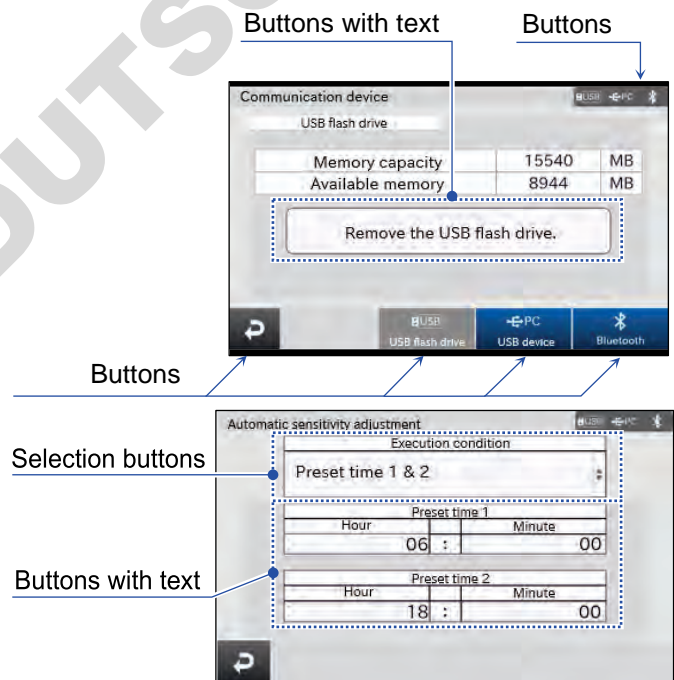 Buttons with text
Buttons
Communication device
USB PC
USB flash drive
Memory capacity 15540 MB
Available memory 8944 MB
Remove the USB flash drive.
USB PC
USB flash drive USB device Bluetooth
Buttons
Automatic sensitivity adjustment
USB PC
Execution condition
Selection buttons
Preset time 1 & 2
Preset time 1
Hour Minute
06 : 00
Buttons with text
Preset time 2
Hour Minute
18 : 00